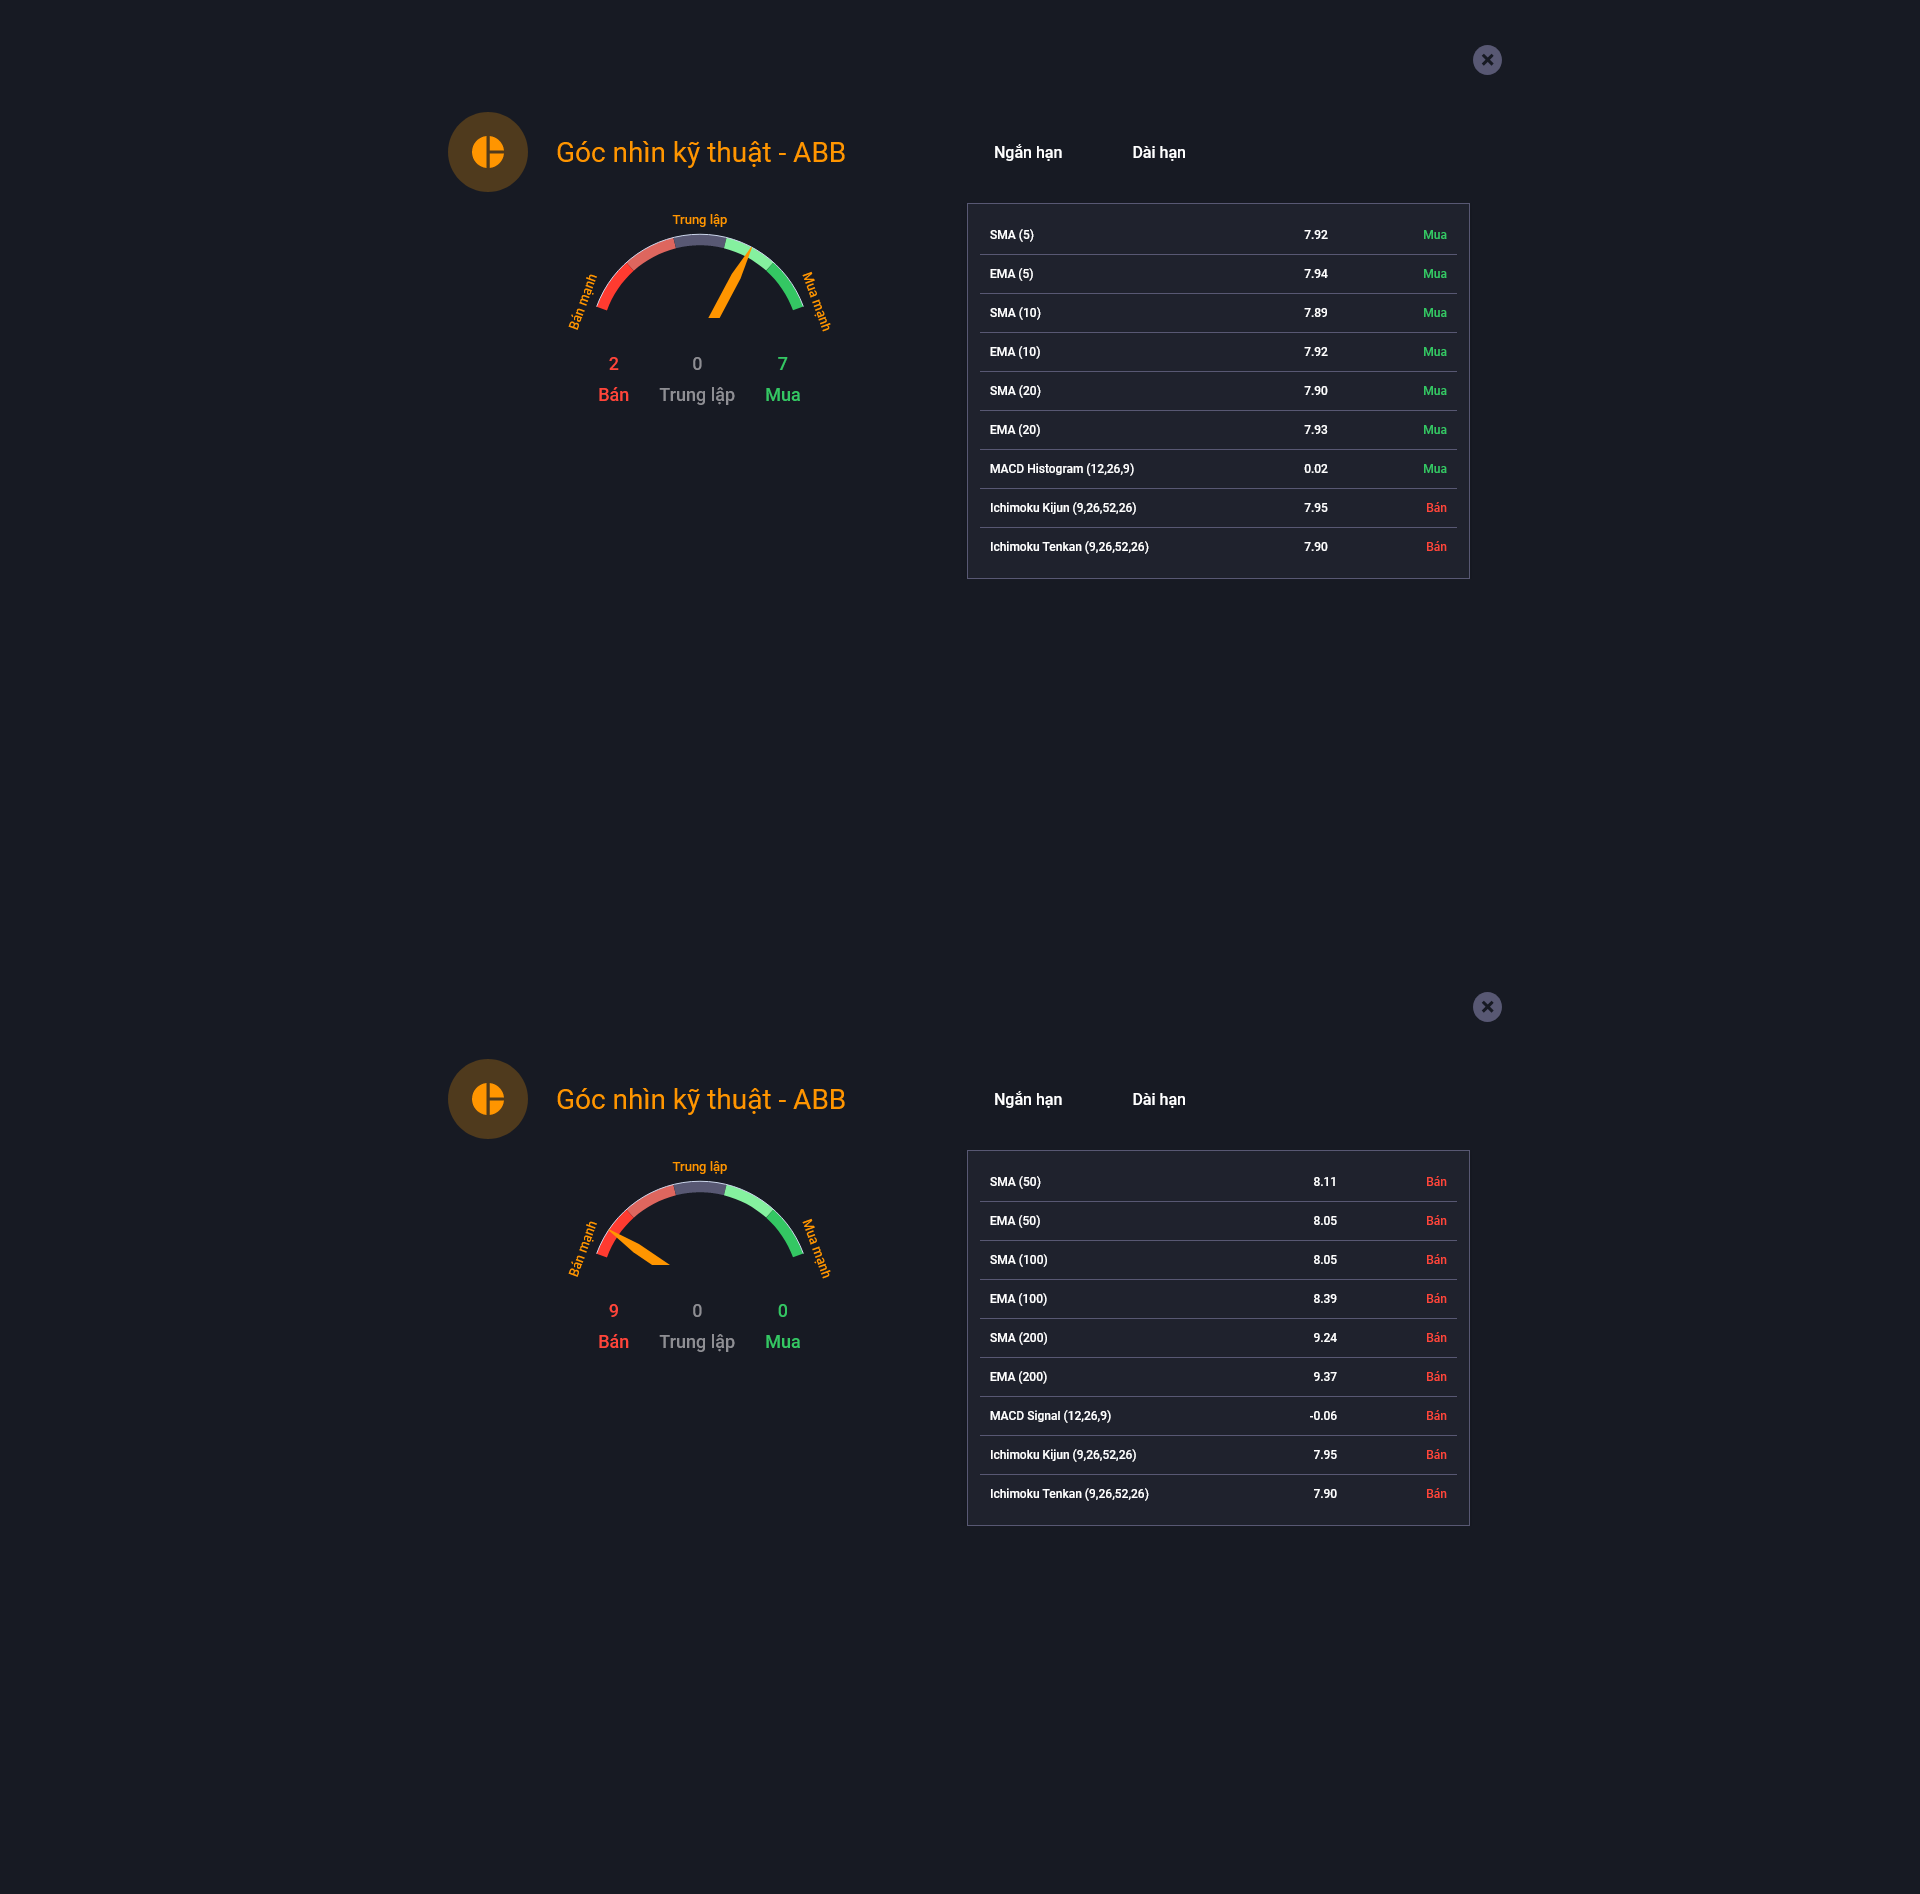 Góc nhìn kỹ thuật - ABB
Ngắn hạn Dài hạn
Trung lập
Bán mạnh
Mua mạnh
2 0 7
Bán Trung lập Mua
SMA (5) 7.92 Mua
EMA (5) 7.94 Mua
SMA (10) 7.89 Mua
EMA (10) 7.92 Mua
SMA (20) 7.90 Mua
EMA (20) 7.93 Mua
MACD Histogram (12,26,9) 0.02 Mua
Ichimoku Kijun (9,26,52,26) 7.95 Bán
Ichimoku Tenkan (9,26,52,26) 7.90 Bán
Góc nhìn kỹ thuật - ABB
Ngắn hạn Dài hạn
Trung lập
Bán mạnh
Mua mạnh
9 0 0
Bán Trung lập Mua
SMA (50) 8.11 Bán
EMA (50) 8.05 Bán
SMA (100) 8.05 Bán
EMA (100) 8.39 Bán
SMA (200) 9.24 Bán
EMA (200) 9.37 Bán
MACD Signal (12,26,9) -0.06 Bán
Ichimoku Kijun (9,26,52,26) 7.95 Bán
Ichimoku Tenkan (9,26,52,26) 7.90 Bán